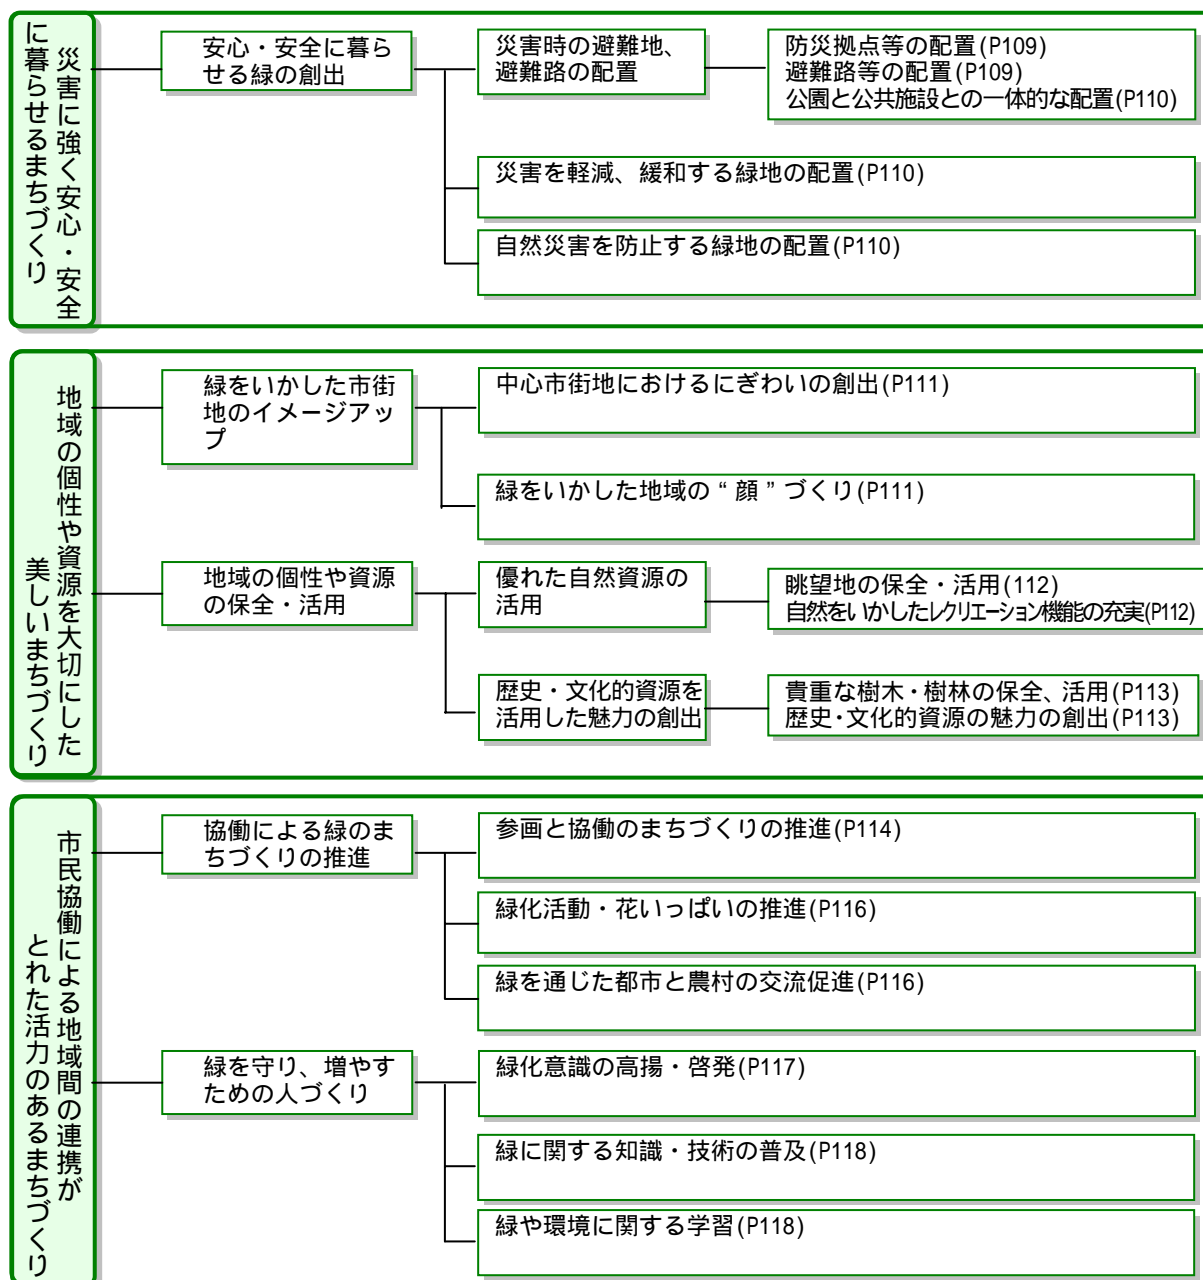 災害に強く安心・安全
に暮らせるまちづくり
安心・安全に暮ら
せる緑の創出
災害時の避難地、
避難路の配置
防災拠点等の配置(P109)
避難路等の配置(P109)
公園と公共施設との一体的な配置(P110)
災害を軽減、緩和する緑地の配置(P110)
自然災害を防止する緑地の配置(P110)
地域の個性や資源を大切にした
美しいまちづくり
緑をいかした市街
地のイメージアッ
プ
中心市街地におけるにぎわいの創出(P111)
緑をいかした地域の“顔”づくり(P111)
地域の個性や資源
の保全・活用
優れた自然資源の
活用
眺望地の保全・活用(112)
自然をいかしたレクリエーション機能の充実(P112)
歴史・文化的資源を
活用した魅力の創出
貴重な樹木・樹林の保全、活用(P113)
歴史・文化的資源の魅力の創出(P113)
市民協働による地域間の連携が
とれた活力のあるまちづくり
協働による緑のま
ちづくりの推進
参画と協働のまちづくりの推進(P114)
緑化活動・花いっぱいの推進(P116)
緑を通じた都市と農村の交流促進(P116)
緑を守り、増やす
ための人づくり
緑化意識の高揚・啓発(P117)
緑に関する知識・技術の普及(P118)
緑や環境に関する学習(P118)